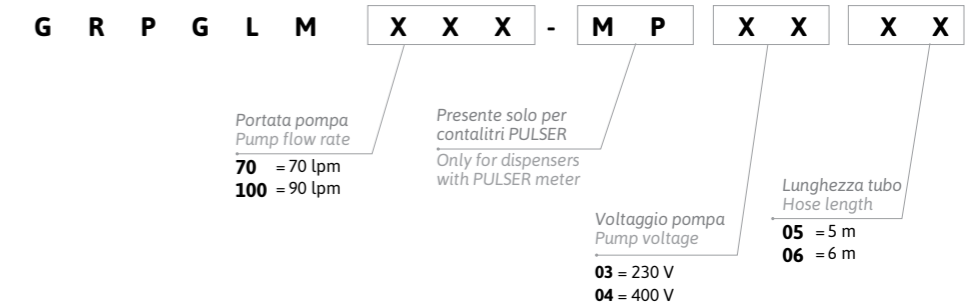 G R P G L M X X X - M P X X X X
Portata pompa
Pump flow rate
70 = 70 lpm
100 = 90 lpm
Presente solo per
contalitri PULSER
Only for dispensers
with PULSER meter
Voltaggio pompa
Pump voltage
03 = 230 V
04 = 400 V
Lunghezza tubo
Hose length
05 = 5 m
06 = 6 m